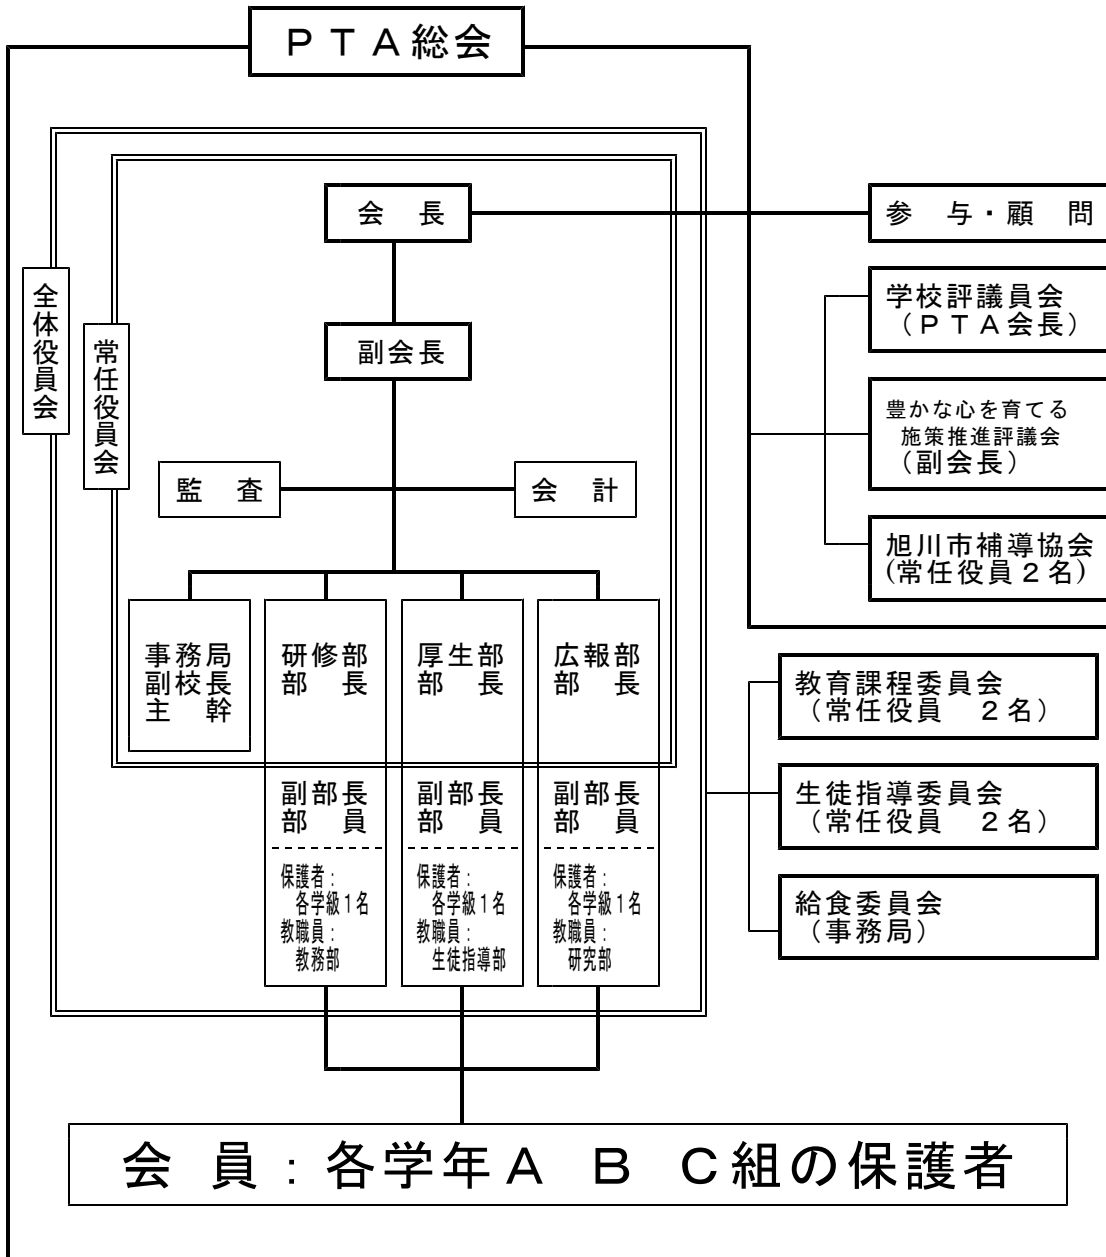 ＰＴＡ総会
会　長
参　与・顧　問
学校評議員会
（ＰＴＡ会長）
全体役員会
常任役員会
副会長
豊かな心を育てる
施策推進評議会
（副会長）
監　査
会　計
旭川市補導協会
(常任役員２名)
事務局
副校長
主　幹
研修部
部　長
厚生部
部　長
広報部
部　長
教育課程委員会
（常任役員　２名）
副部長
部　員
保護者：
各学級１名
教職員：
教務部
副部長
部　員
保護者：
各学級１名
教職員：
生徒指導部
副部長
部　員
保護者：
各学級１名
教職員：
研究部
生徒指導委員会
（常任役員　２名）
給食委員会
（事務局）
会　員：各学年Ａ　Ｂ　Ｃ組の保護者